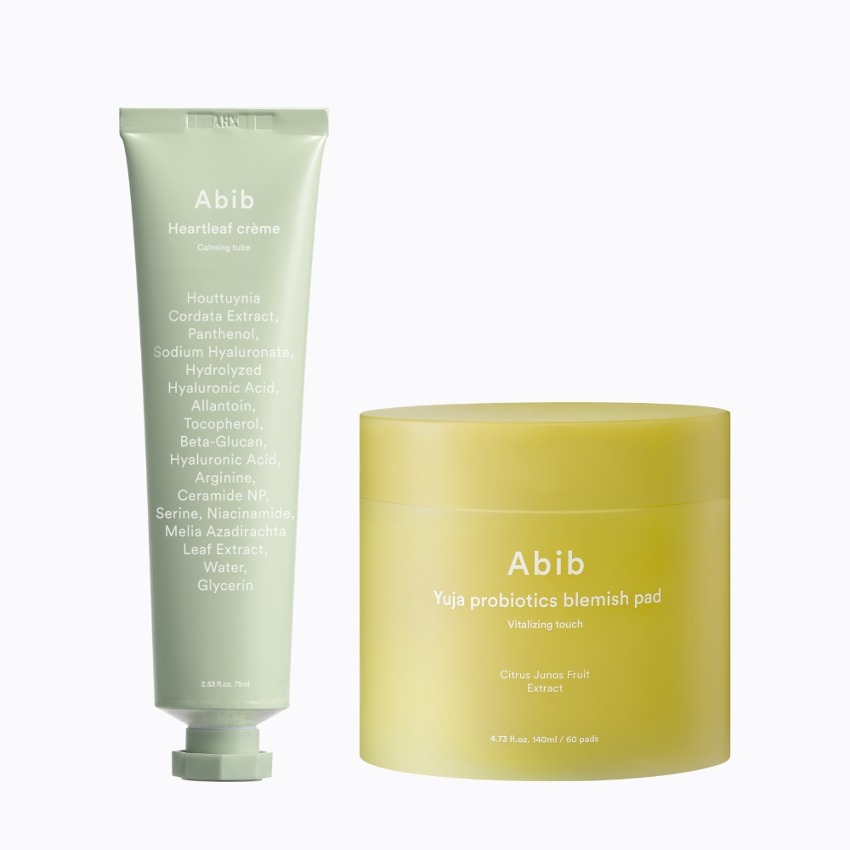 Abib
Heartleaf crème
Calming tube
Houttuynia
Cordata Extract,
Panthenol,
Sodium Hyaluronate,
Hydrolyzed
Hyaluronic Acid,
Allantoin,
Tocopherol,
Beta-Glucan,
Hyaluronic Acid,
Arginine,
Ceramide NP,
Serine, Niacinamide,
Melia Azadirachta
Leaf Extract,
Water,
Glycerin
2.53 fl.oz. 75ml
Abib
Yuja probiotics blemish pad
Vitalizing touch
Citrus Junos Fruit
Extract
4.73 fl.oz. 140ml / 60 pads